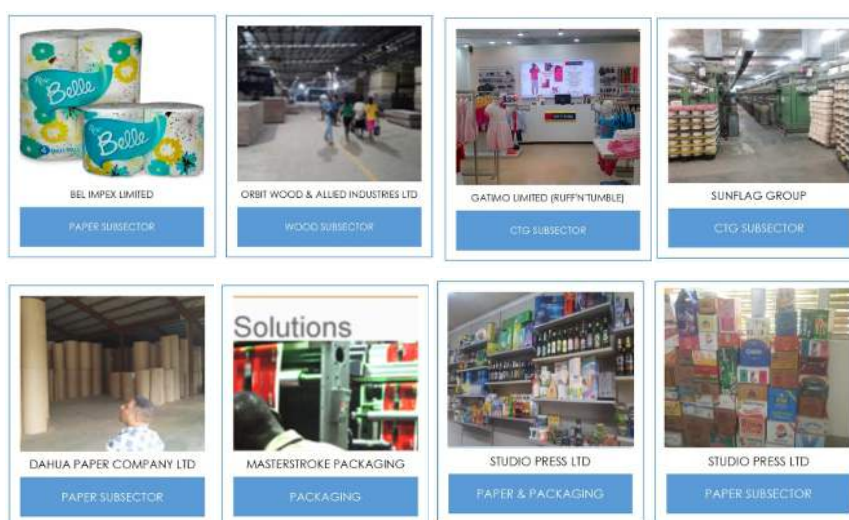 Rose
Belle
Belle
BEL IMPEX LIMITED
PAPER SUBSECTOR
ORBIT WOOD & ALLIED INDUSTRIES LTD
WOOD SUBSECTOR
GATIMO LIMITED (RUFF'N'TUMBLE)
CTG SUBSECTOR
SUNFLAG GROUP
CTG SUBSECTOR
DAHUA PAPER COMPANY LTD
PAPER SUBSECTOR
Solutions
MASTERSTROKE PACKAGING
PACKAGING
STUDIO PRESS LTD
PAPER & PACKAGING
STUDIO PRESS LTD
PAPER SUBSECTOR